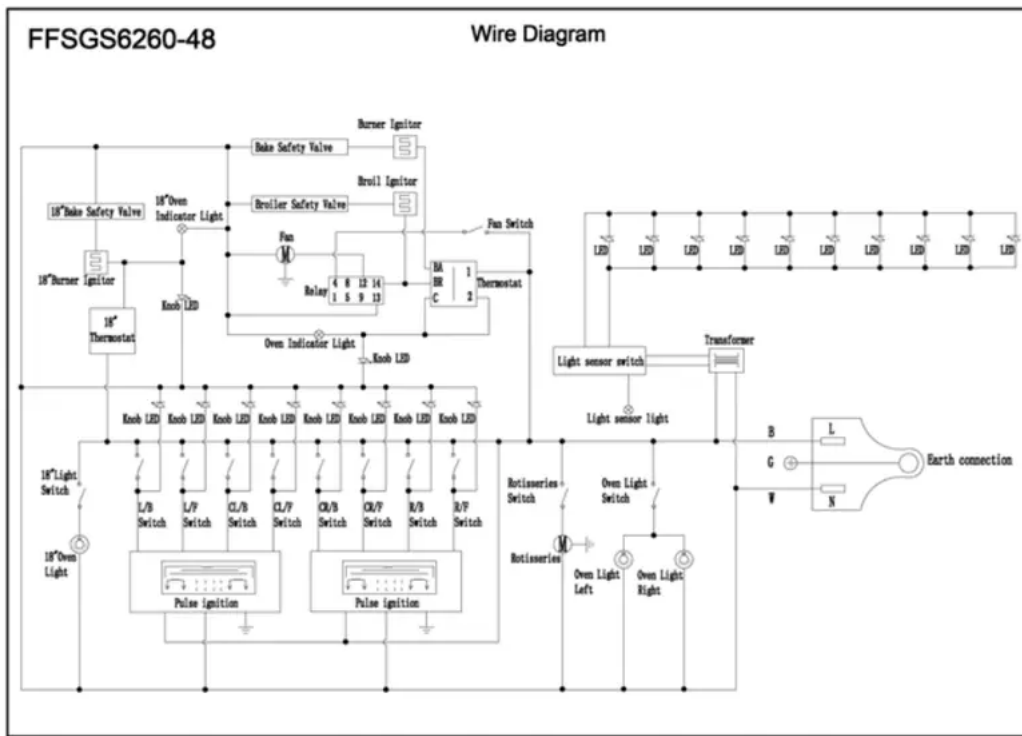 FFSGS6260-48
Wire Diagram
Burner Ignitor
Bake Safety Valve
Broil Ignitor
18"Oven
Indicator Light
Broiler Safety Valve
18"Bake Safety Valve
Fan Switch
Fan
M
LED LED LED LED LED LED LED LED LED
18"Burner Ignitor
BA
BR
C
1
2
Thermostat
4 8 12 14
1 5 9 13
Relay
Knob LED
18"
Thermostat
Oven Indicator Light
Knob LED
Transformer
Light sensor switch
Light sensor light
Knob LED Knob LED Knob LED Knob LED Knob LED Knob LED Knob LED Knob LED
B
L
G
Earth connection
W
N
18"Light
Switch
Rotisseries
Switch
Oven Light
Switch
L/B
Switch
L/F
Switch
CL/B
Switch
CL/F
Switch
CR/B
Switch
CR/F
Switch
R/B
Switch
R/F
Switch
18"Oven
Light
M
Rotisseries
Oven Light
Left
Oven Light
Right
Pulse ignition
Pulse ignition